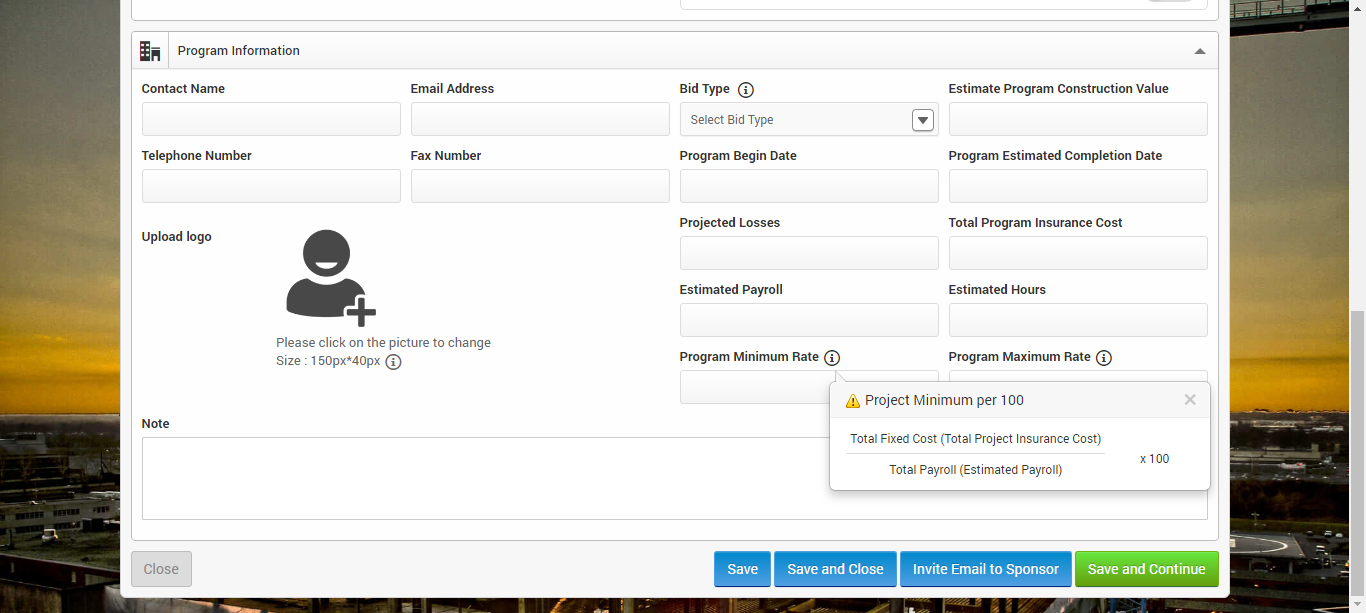 Program Information
Contact Name
Email Address
Bid Type
Estimate Program Construction Value
Select Bid Type
Telephone Number
Fax Number
Program Begin Date
Program Estimated Completion Date
Upload logo
Projected Losses
Total Program Insurance Cost
Estimated Payroll
Estimated Hours
Please click on the picture to change
Size : 150px*40px
Program Minimum Rate
Program Maximum Rate
Project Minimum per 100
Total Fixed Cost (Total Project Insurance Cost)
x 100
Total Payroll (Estimated Payroll)
Note
Close
Save
Save and Close
Invite Email to Sponsor
Save and Continue